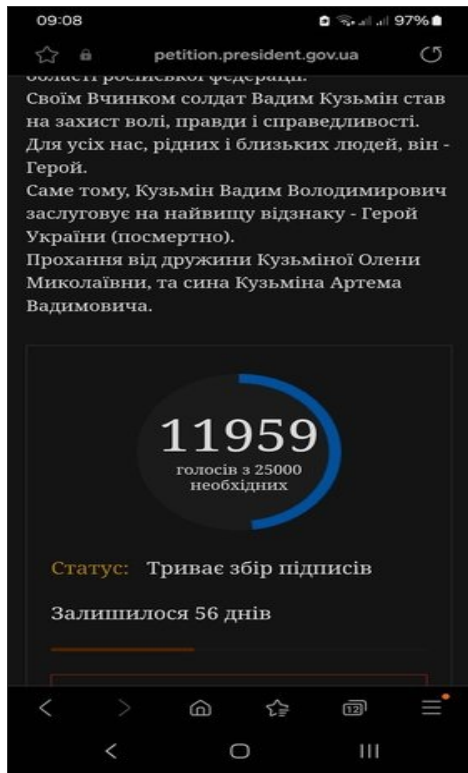 09:08
97%
petition.president.gov.ua
області російської федерації.
Своїм Вчинком солдат Вадим Кузьмін став
на захист волі, правди і справедливості.
Для усіх нас, рідних і близьких людей, він -
Герой.
Саме тому, Кузьмін Вадим Володимирович
заслуговує на найвищу відзнаку - Герой
України (посмертно).
Прохання від дружини Кузьміної Олени
Миколаївни, та сина Кузьміна Артема
Вадимовича.
11959
голосів з 25000
необхідних
Статус: Триває збір підписів
Залишилося 56 днів
12